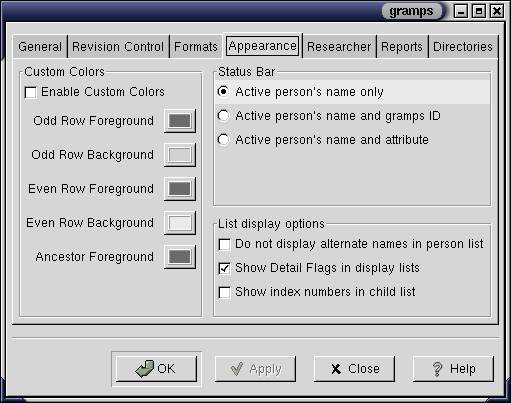 gramps
General Revision Control Formats Appearance Researcher Reports Directories
Custom Colors
Enable Custom Colors
Odd Row Foreground
Odd Row Background
Even Row Foreground
Even Row Background
Ancestor Foreground
Status Bar
Active person's name only
Active person's name and gramps ID
Active person's name and attribute
List display options
Do not display alternate names in person list
Show Detail Flags in display lists
Show index numbers in child list
OK Apply Close ? Help